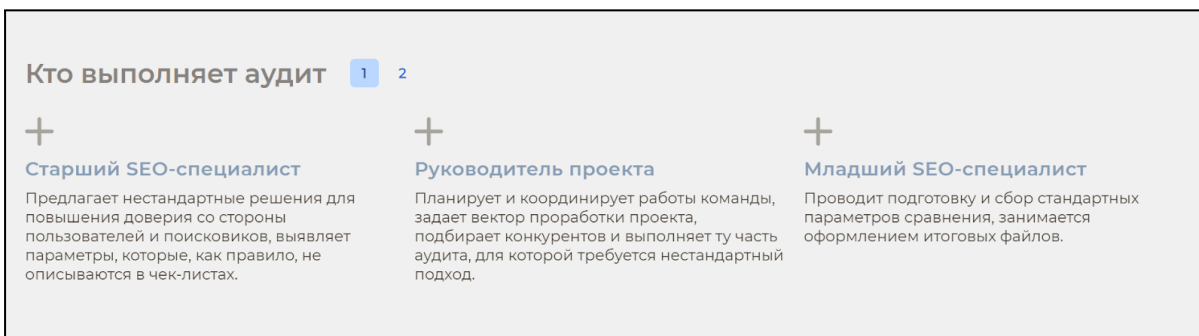 Кто выполняет аудит 1 2
Старший SEO-специалист
Предлагает нестандартные решения для
повышения доверия со стороны
пользователей и поисковиков, выявляет
параметры, которые, как правило, не
описываются в чек-листах.
Руководитель проекта
Планирует и координирует работы команды,
задает вектор проработки проекта,
подбирает конкурентов и выполняет ту часть
аудита, для которой требуется нестандартный
подход.
Младший SEO-специалист
Проводит подготовку и сбор стандартных
параметров сравнения, занимается
оформлением итоговых файлов.